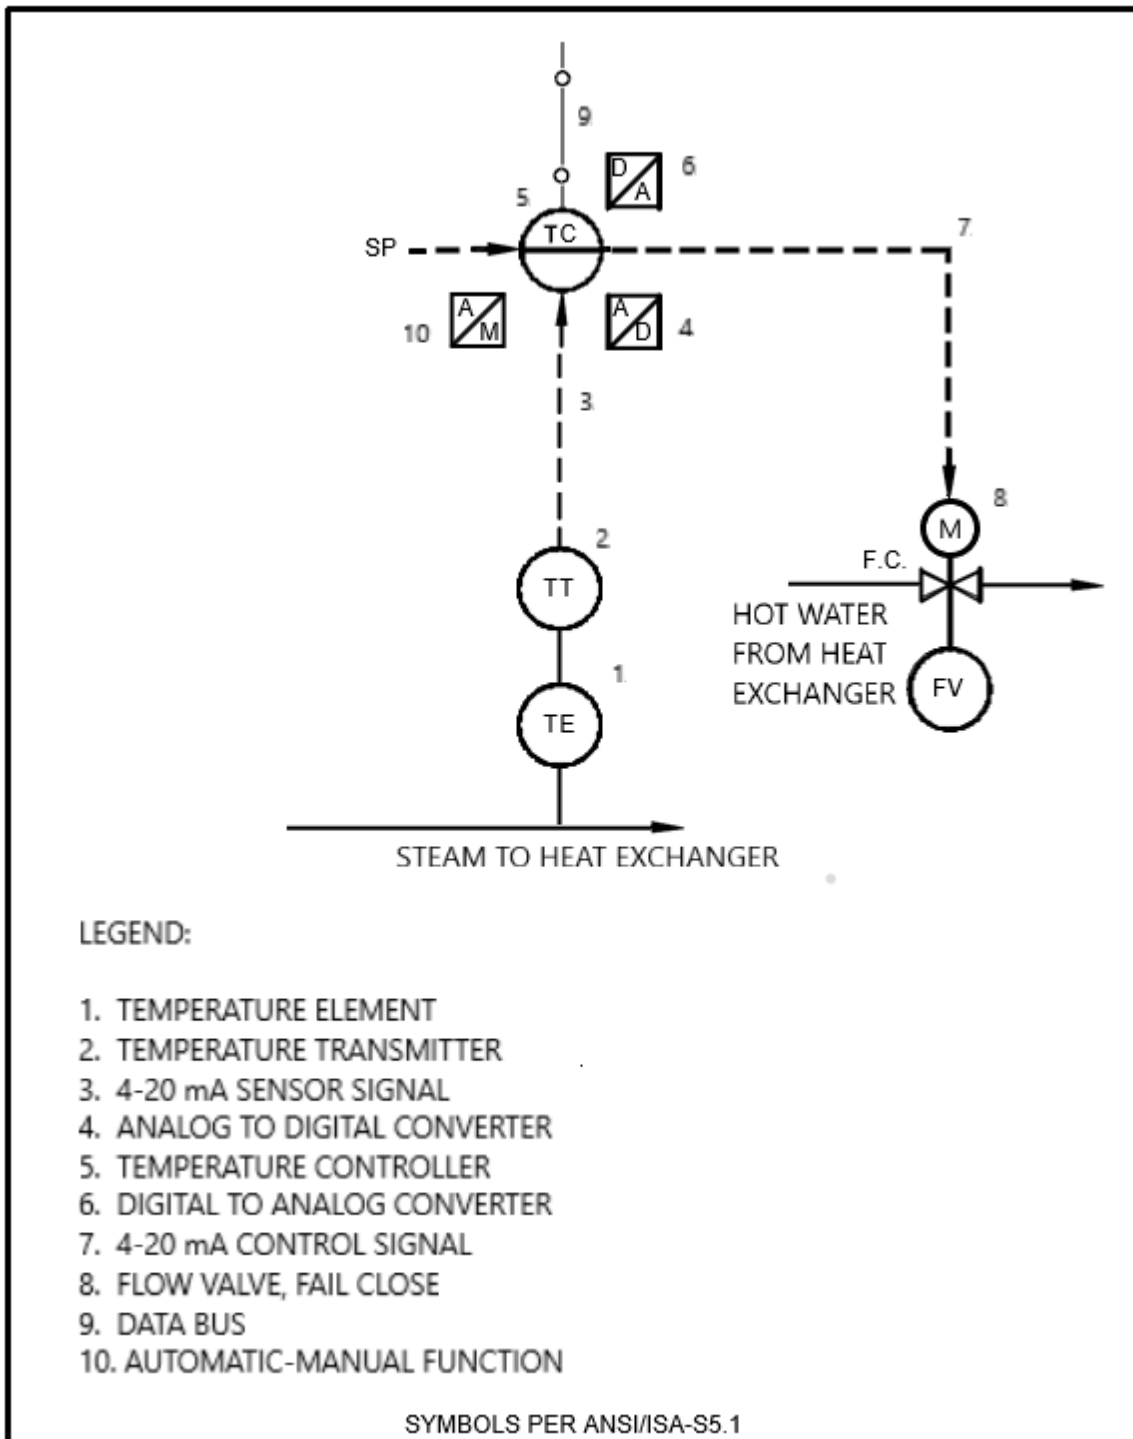 9
D
A
6
5
TC
SP
7
A
M
10
A
D
4
3
8
M
2
F.C.
TT
HOT WATER
FROM HEAT
EXCHANGER
1
FV
TE
STEAM TO HEAT EXCHANGER
LEGEND:
1. TEMPERATURE ELEMENT
2. TEMPERATURE TRANSMITTER
3. 4-20 mA SENSOR SIGNAL
4. ANALOG TO DIGITAL CONVERTER
5. TEMPERATURE CONTROLLER
6. DIGITAL TO ANALOG CONVERTER
7. 4-20 mA CONTROL SIGNAL
8. FLOW VALVE, FAIL CLOSE
9. DATA BUS
10. AUTOMATIC-MANUAL FUNCTION
SYMBOLS PER ANSI/ISA-S5.1